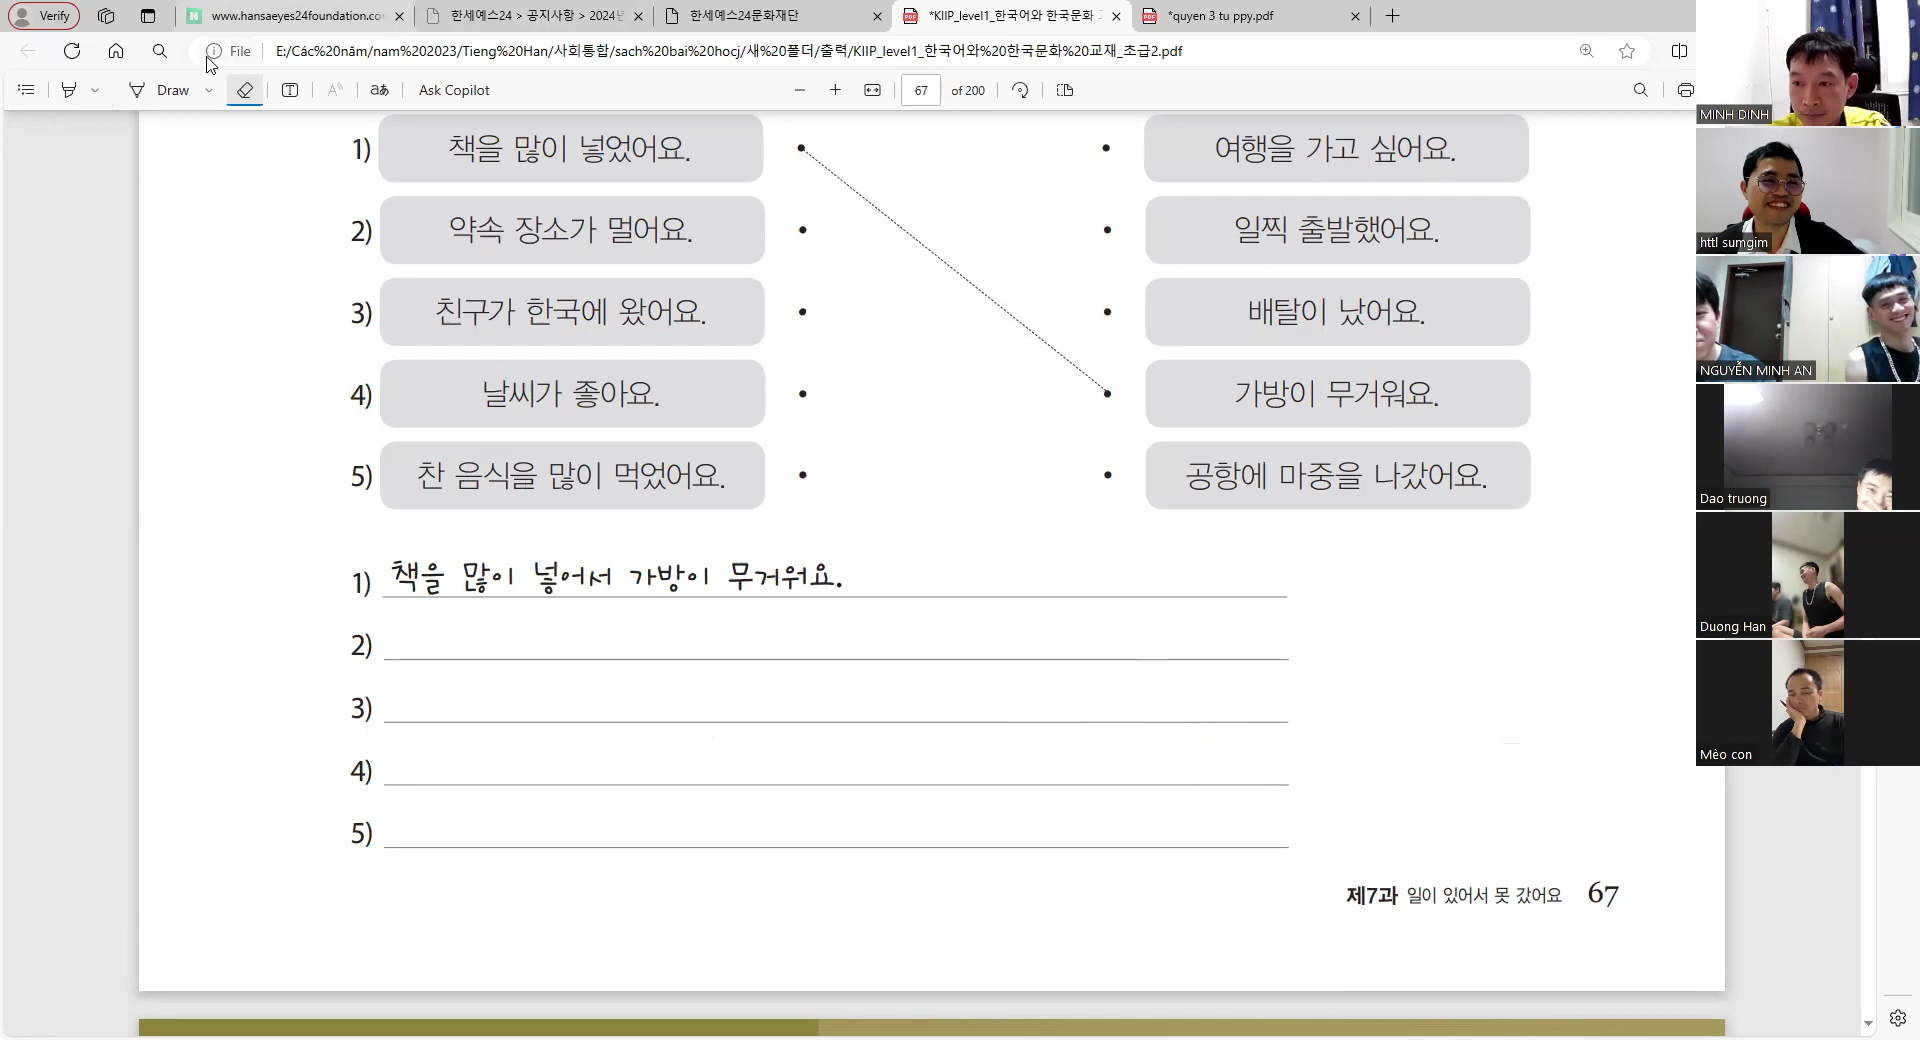 Verify
www.hansaeyes24foundation.co
한세예스24 > 공지사항 > 2024년
한세예스24문화재단
*KIIP_level1_한국어와 한국문화 교
*quyen 3 tu ppy.pdf
File
E:/Các%20năm/nam%202023/Tieng%20Han/사회통합/sach%20bai%20hocj/새%20폴더/출력/KIIP_level1_한국어와%20한국문화%20교재_초급2.pdf
Draw
Ask Copilot
67 of 200
1) 책을 많이 넣었어요. 여행을 가고 싶어요.
2) 약속 장소가 멀어요. 일찍 출발했어요.
3) 친구가 한국에 왔어요. 배탈이 났어요.
4) 날씨가 좋아요. 가방이 무거워요.
5) 찬 음식을 많이 먹었어요. 공항에 마중을 나갔어요.
1) 책을 많이 넣어서 가방이 무거워요.
2)
3)
4)
5)
제7과 일이 있어서 못 갔어요 67
MINH DINH
httl sumgim
NGUYỄN MINH AN
Dao truong
Duong Han
Mèo con